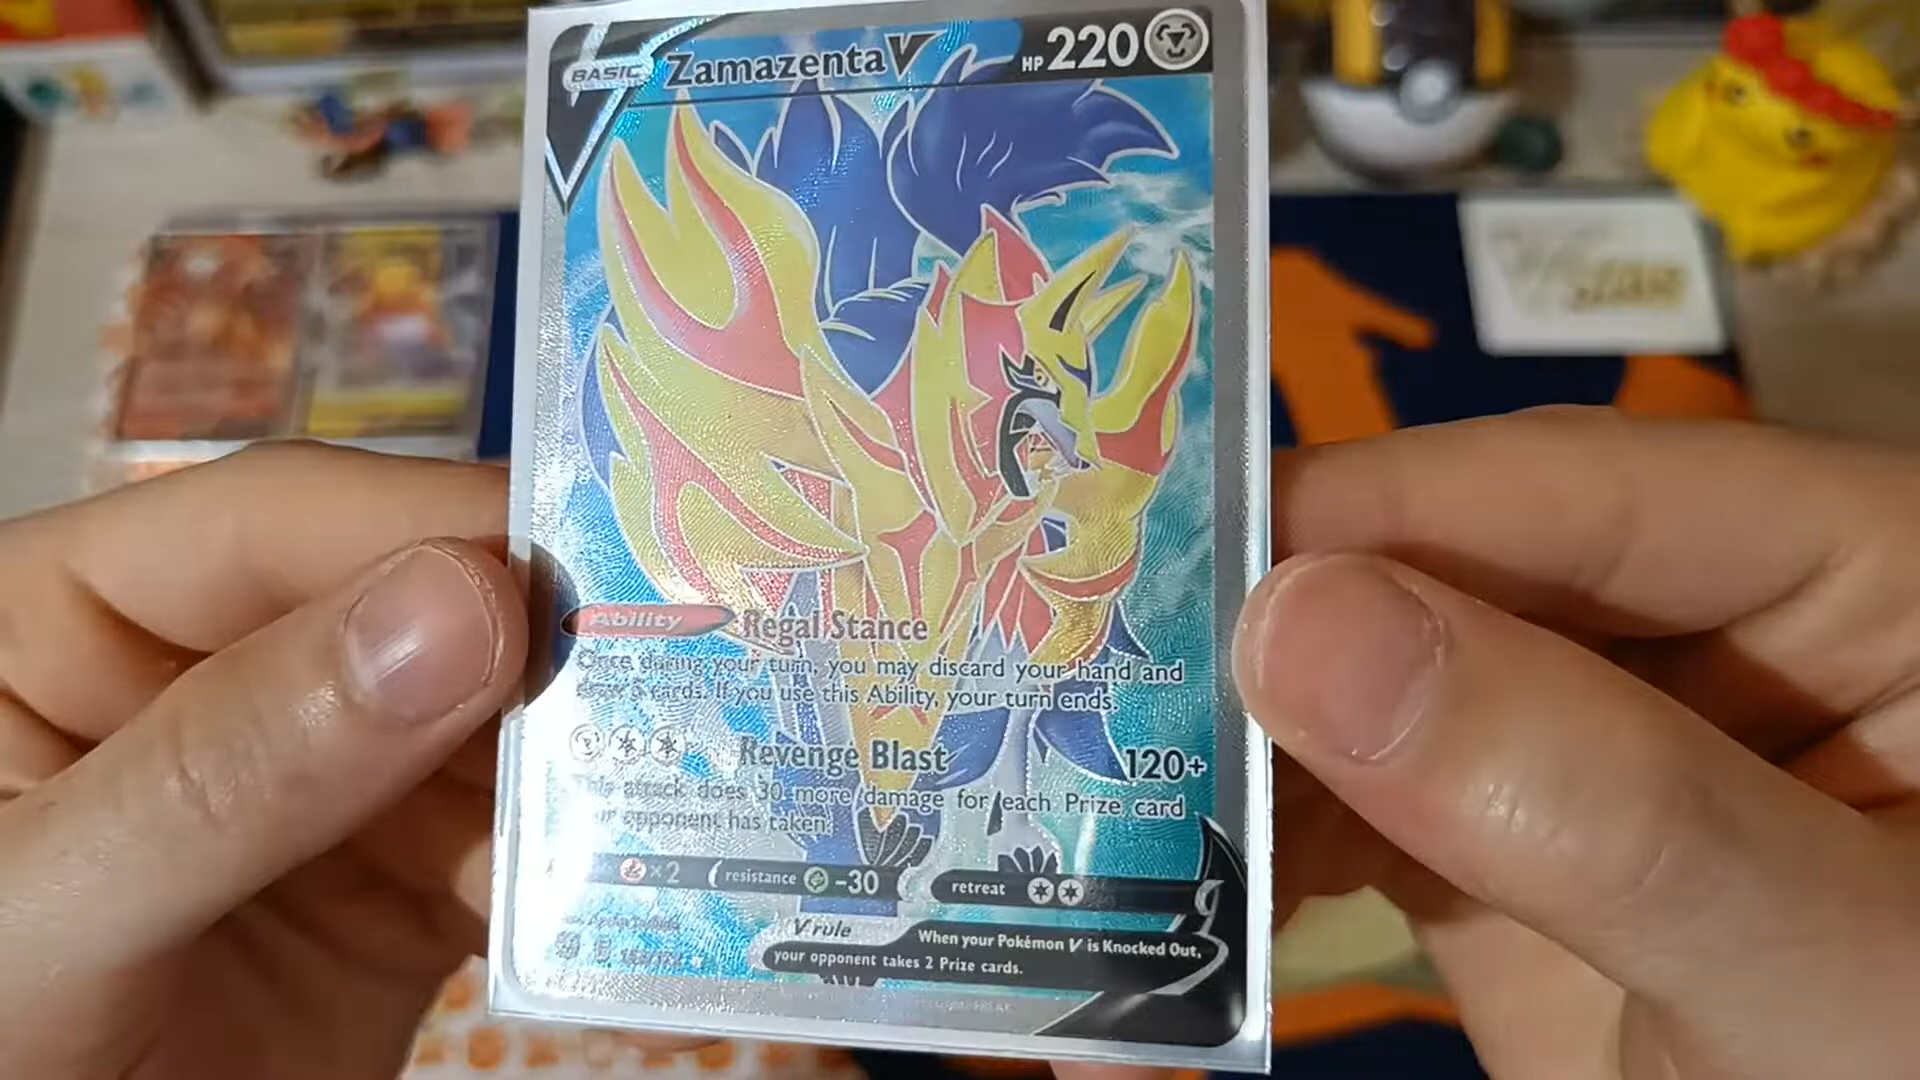 BASIC Zamazenta V HP 220
Ability Regal Stance
Once during your turn, you may discard your hand and
cards. If you use this Ability, your turn ends.
Revenge Blast 120+
This attack does 30 more damage for each Prize card
opponent has taken.
×2 resistance -30 retreat
V rule When your Pokémon V is Knocked Out,
your opponent takes 2 Prize cards.